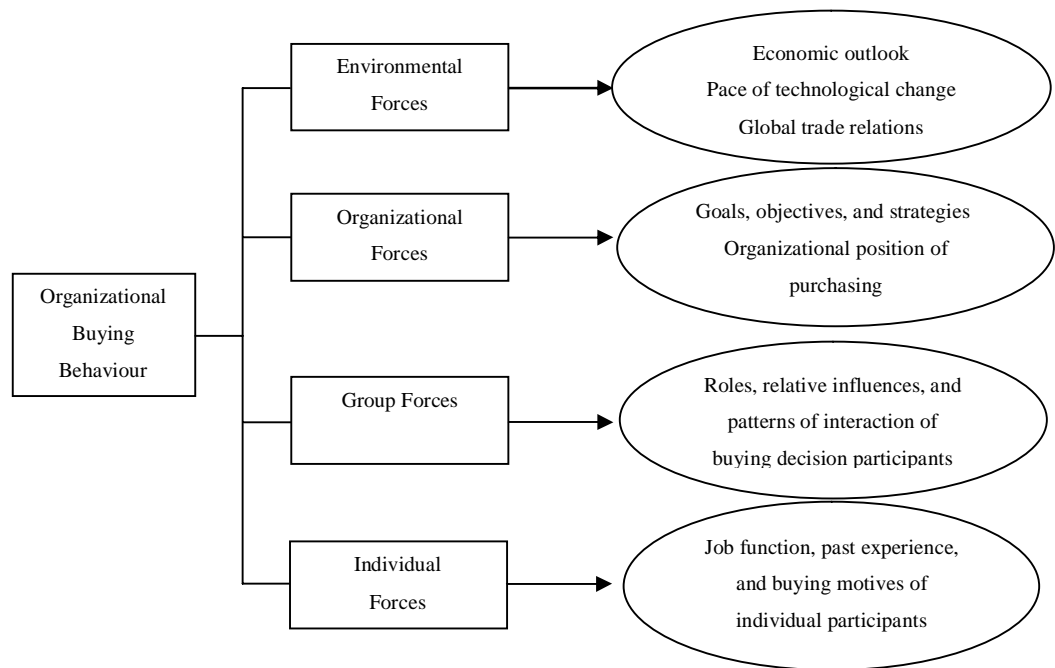 Environmental
Forces
Economic outlook
Pace of technological change
Global trade relations
Organizational
Forces
Goals, objectives, and strategies
Organizational position of
purchasing
Organizational
Buying
Behaviour
Group Forces
Roles, relative influences, and
patterns of interaction of
buying decision participants
Individual
Forces
Job function, past experience,
and buying motives of
individual participants